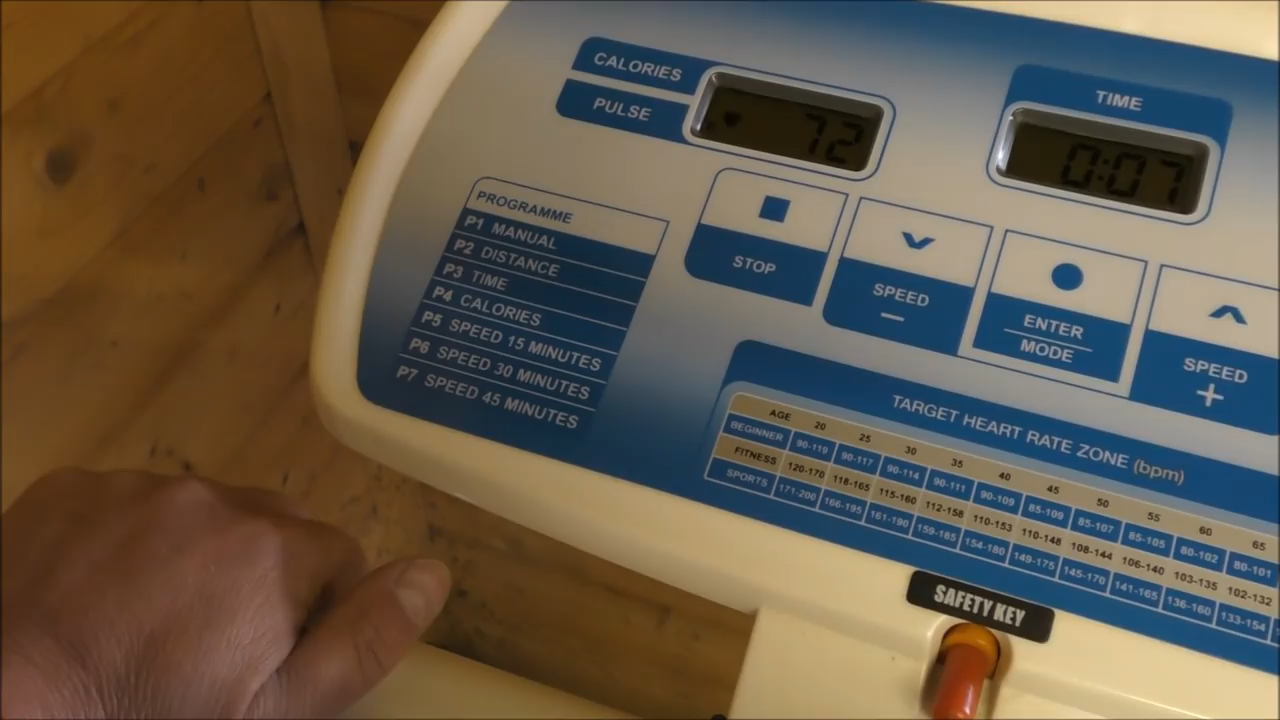 CALORIES
PULSE
72
TIME
0:07
PROGRAMME
P1 MANUAL
P2 DISTANCE
P3 TIME
P4 CALORIES
P5 SPEED 15 MINUTES
P6 SPEED 30 MINUTES
P7 SPEED 45 MINUTES
STOP
SPEED
−
ENTER
MODE
SPEED
+
TARGET HEART RATE ZONE (bpm)
AGE 20 25 30 35 40 45 50 55 60 65
BEGINNER 90-119 90-117 90-114 90-111 90-109 85-109 85-107 85-105 80-102 80-101
FITNESS 120-170 118-165 115-160 112-158 110-153 110-148 108-144 106-140 103-135 102-132
SPORTS 171-200 166-195 161-190 159-185 154-180 149-175 145-170 141-165 136-160 133-154
SAFETY KEY